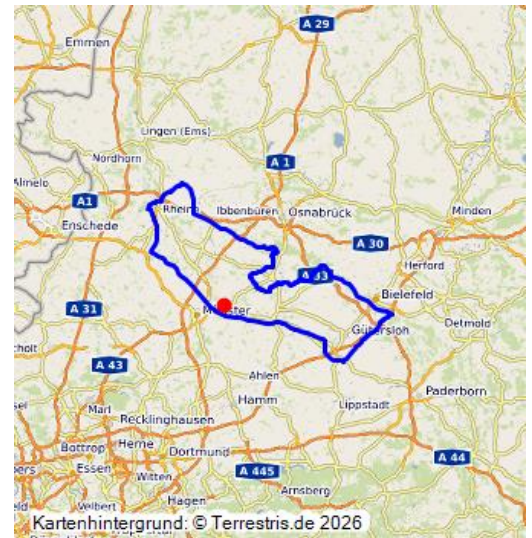 A 29
Emmen
Lingen (Ems)
A 1
Nordhorn
Almelo
A1
Rheine
Ibbenbüren
Osnabrück
Minden
Enschede
A 30
Herford
A 33
Bielefeld
A 31
Münster
Detmold
Gütersloh
A 43
Ahlen
Paderborn
Hamm
Lippstadt
Marl
Recklinghausen
Bottrop
Herne
Dortmund
A 44
Essen
Witten
A 445
Arnsberg
Velbert
Hagen
Kartenhintergrund: © Terrestris.de 2026